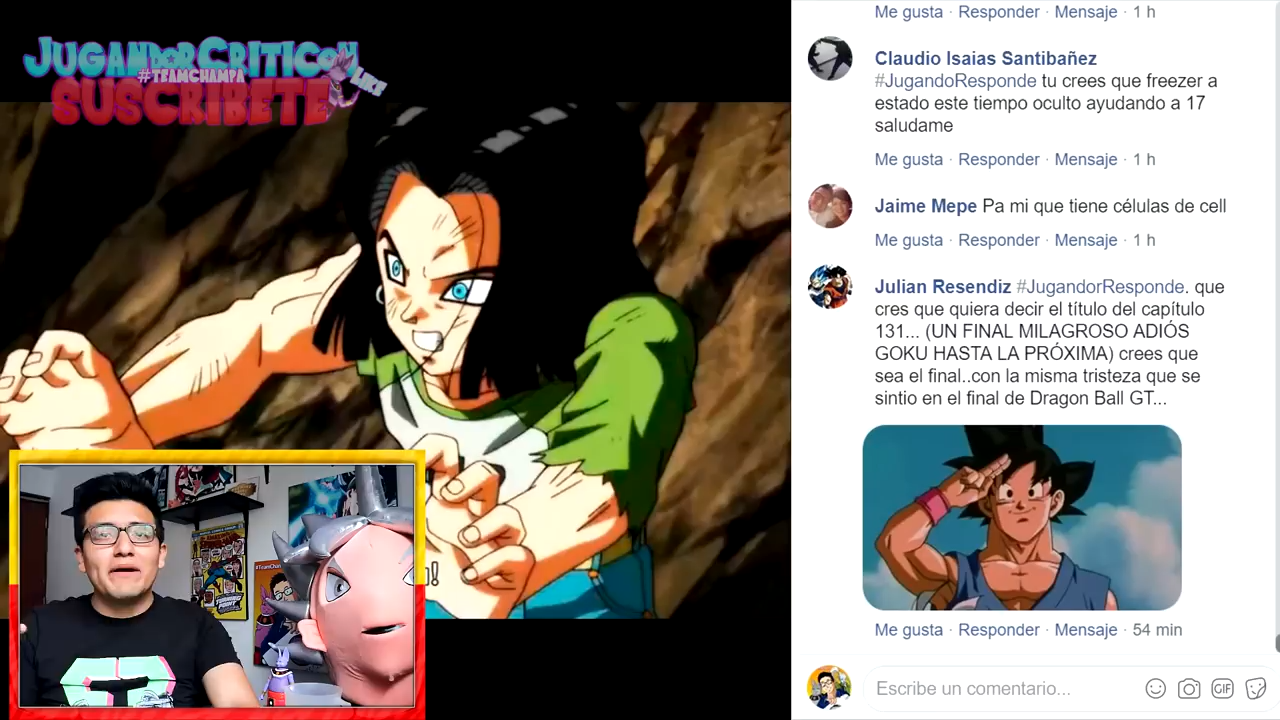 JUGANDORCRITICON
#TEAMCHAMPA
LIKE
SUSCRIBETE
Me gusta · Responder · Mensaje · 1 h
Claudio Isaias Santibañez
#JugandoResponde tu crees que freezer a
estado este tiempo oculto ayudando a 17
saludame
Me gusta · Responder · Mensaje · 1 h
Jaime Mepe Pa mi que tiene células de cell
Me gusta · Responder · Mensaje · 1 h
Julian Resendiz #JugandorResponde. que
cres que quiera decir el título del capítulo
131... (UN FINAL MILAGROSO ADIÓS
GOKU HASTA LA PRÓXIMA) crees que
sea el final..con la misma tristeza que se
sintio en el final de Dragon Ball GT...
Me gusta · Responder · Mensaje · 54 min
Escribe un comentario...
GIF